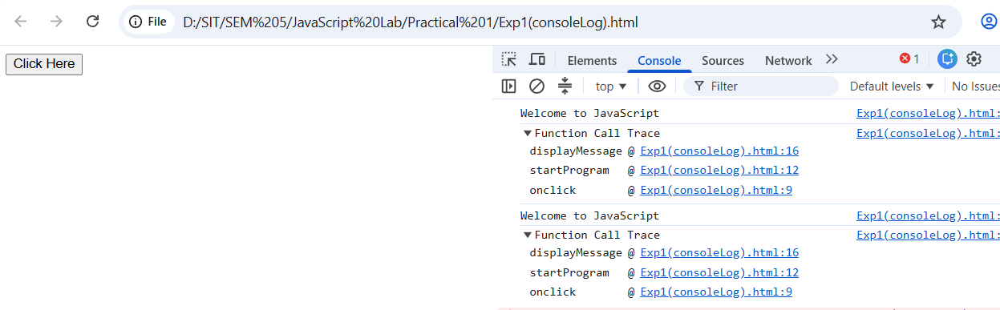 File D:/SIT/SEM%205/JavaScript%20Lab/Practical%201/Exp1(consoleLog).html
Click Here
Elements Console Sources Network 1
top Filter Default levels No Issues
Welcome to JavaScript Exp1(consoleLog).html:
Function Call Trace Exp1(consoleLog).html:
displayMessage @ Exp1(consoleLog).html:16
startProgram @ Exp1(consoleLog).html:12
onclick @ Exp1(consoleLog).html:9
Welcome to JavaScript Exp1(consoleLog).html:
Function Call Trace Exp1(consoleLog).html:
displayMessage @ Exp1(consoleLog).html:16
startProgram @ Exp1(consoleLog).html:12
onclick @ Exp1(consoleLog).html:9